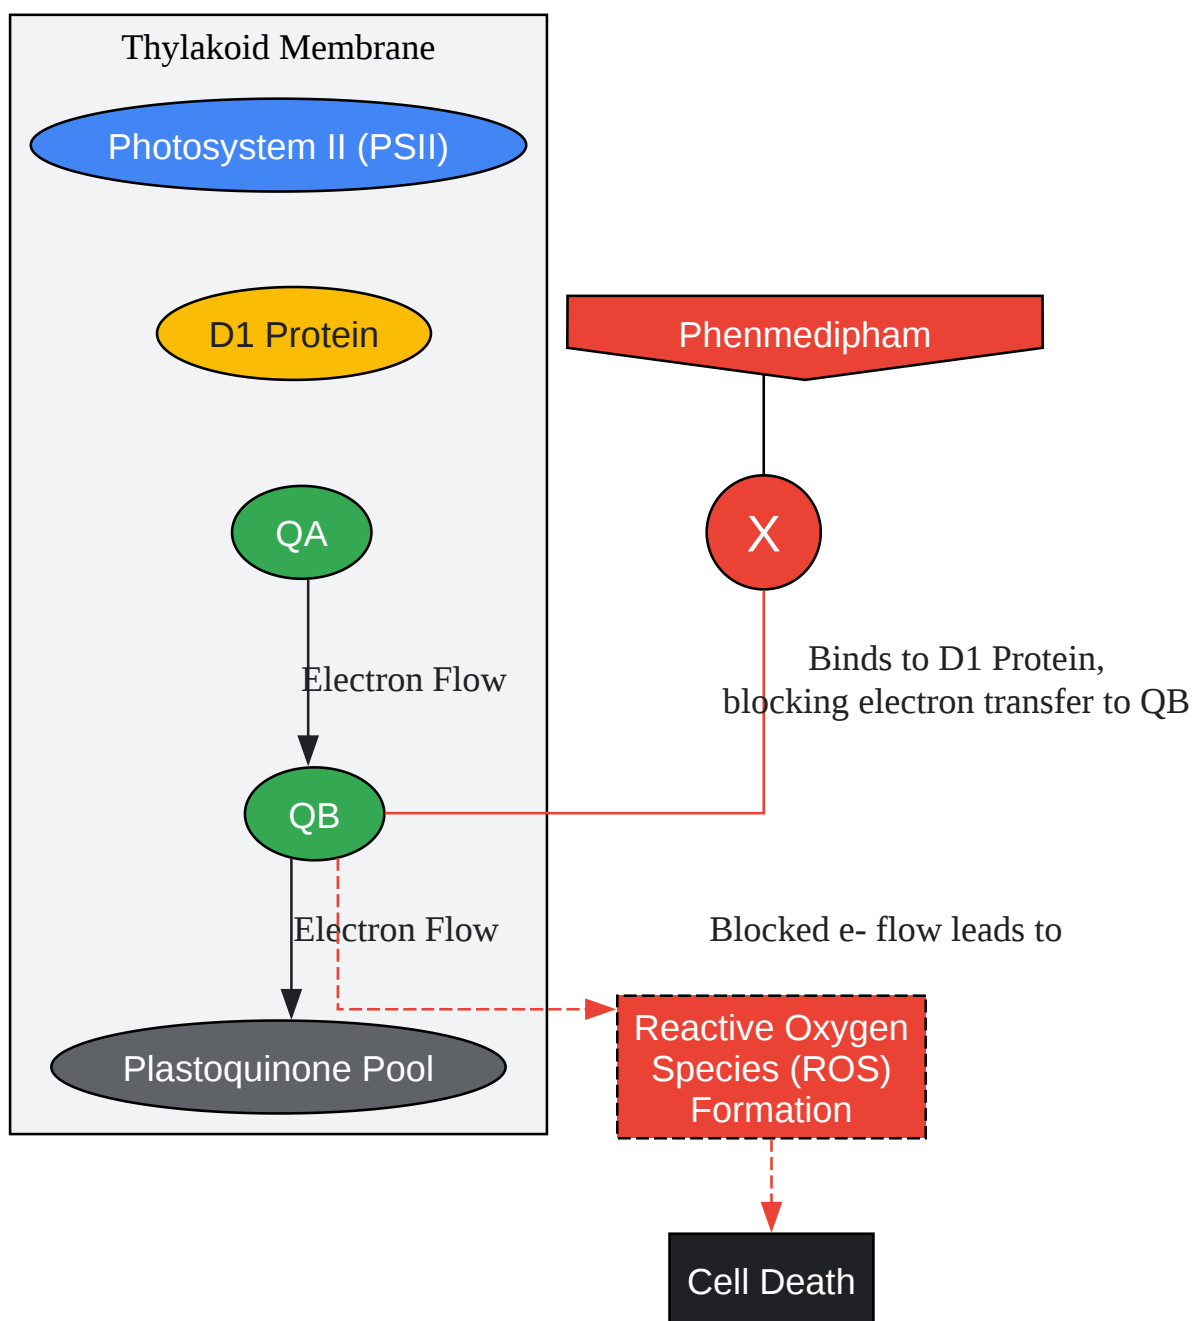 Thylakoid Membrane
Photosystem II (PSII)
D1 Protein
Phenmedipham
QA
X
Binds to D1 Protein,
blocking electron transfer to QB
Electron Flow
QB
Electron Flow
Blocked e- flow leads to
Reactive Oxygen
Species (ROS)
Formation
Plastoquinone Pool
Cell Death